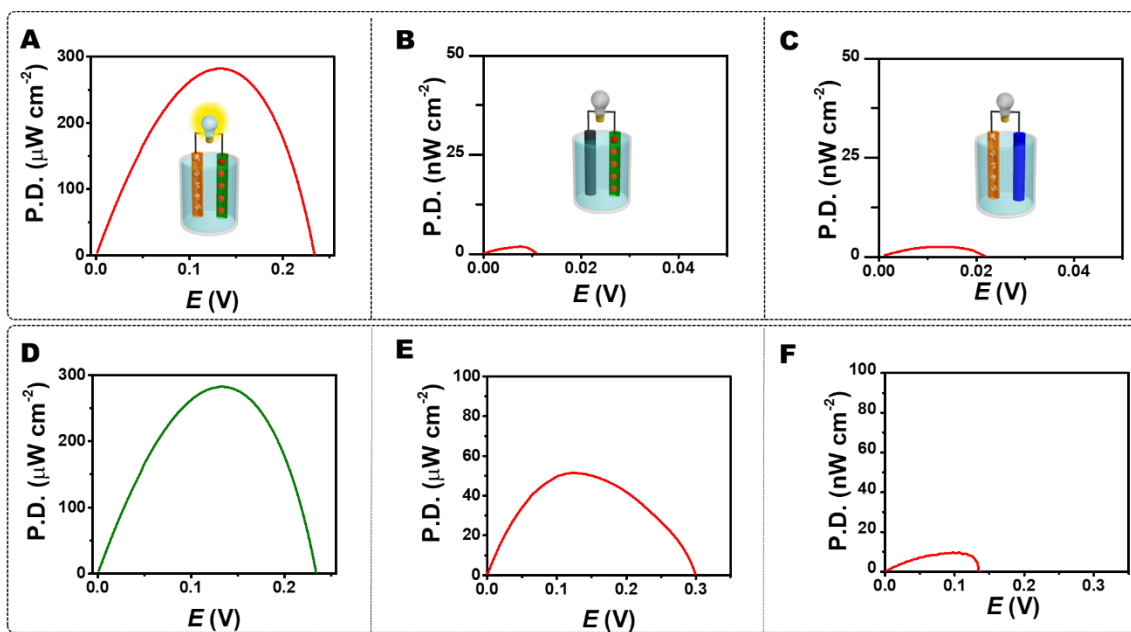 A
P.D. (μW cm⁻²)
300
200
100
0
0.0 0.1 0.2
E (V)
B
P.D. (nW cm⁻²)
50
25
0
0.00 0.02 0.04
E (V)
C
P.D. (nW cm⁻²)
50
25
0
0.00 0.02 0.04
E (V)
D
P.D. (μW cm⁻²)
300
200
100
0
0.0 0.1 0.2
E (V)
E
P.D. (μW cm⁻²)
100
80
60
40
20
0
0.0 0.1 0.2 0.3
E (V)
F
P.D. (nW cm⁻²)
100
80
60
40
20
0
0.0 0.1 0.2 0.3
E (V)